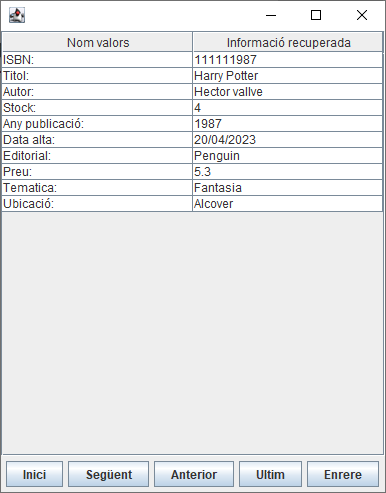 Nom valors Informació recuperada
ISBN: 111111987
Titol: Harry Potter
Autor: Hector vallve
Stock: 4
Any publicació: 1987
Data alta: 20/04/2023
Editorial: Penguin
Preu: 5.3
Tematica: Fantasia
Ubicació: Alcover
Inici Següent Anterior Ultim Enrere